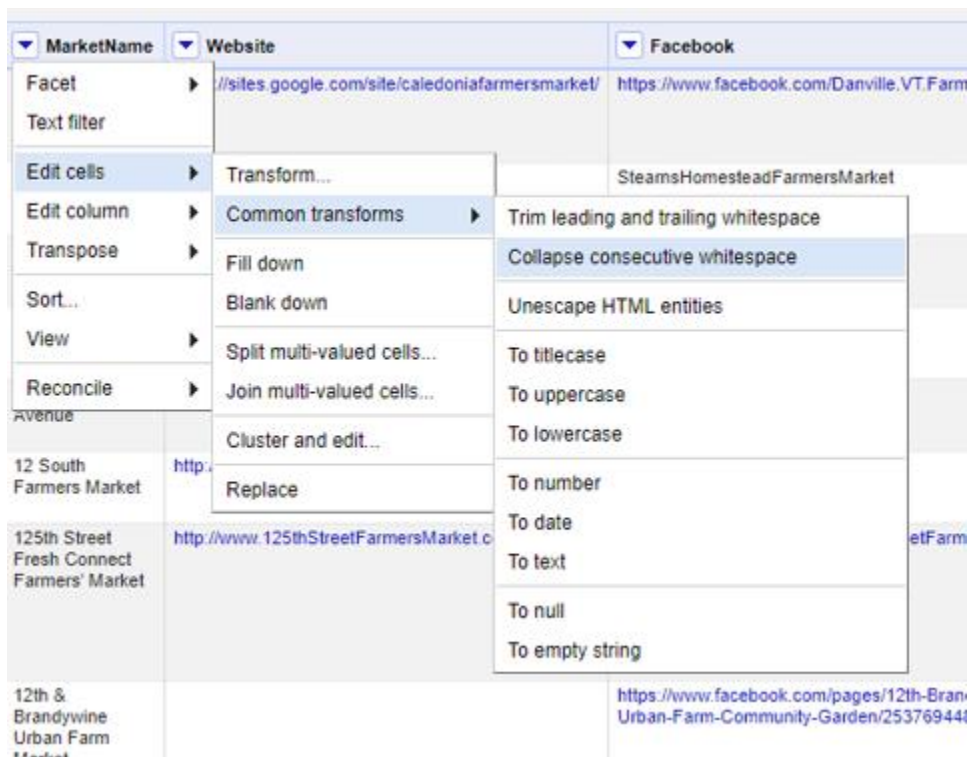 MarketName
Website
Facebook
Facet
Text filter
Edit cells
Edit column
Transpose
Sort...
View
Reconcile
Transform...
Common transforms
Fill down
Blank down
Split multi-valued cells...
Join multi-valued cells...
Cluster and edit...
Replace
Trim leading and trailing whitespace
Collapse consecutive whitespace
Unescape HTML entities
To titlecase
To uppercase
To lowercase
To number
To date
To text
To null
To empty string
://sites.google.com/site/caledoniafarmersmarket/
https://www.facebook.com/Danville.VT.Farm
StearnsHomesteadFarmersMarket
Avenue
12 South
Farmers Market
http:
125th Street
Fresh Connect
Farmers' Market
http://www.125thStreetFarmersMarket.c
etFarm
12th &
Brandywine
Urban Farm
Market
https://www.facebook.com/pages/12th-Bran
Urban-Farm-Community-Garden/253769448